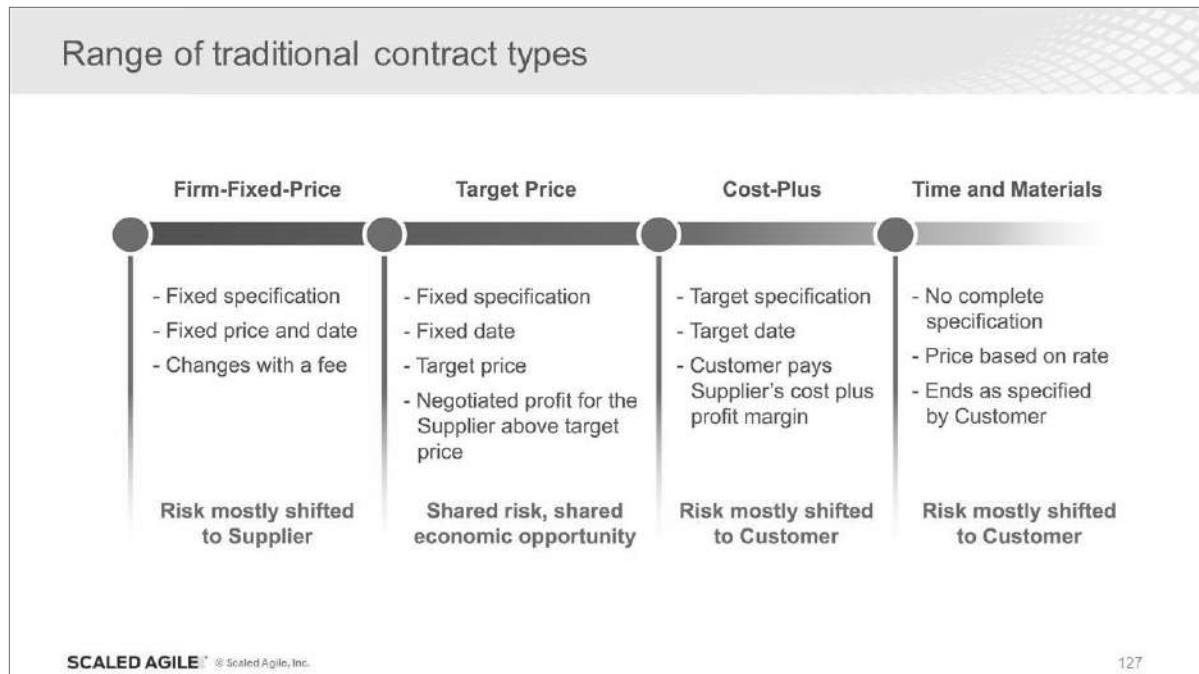 Range of traditional contract types
Firm-Fixed-Price
- Fixed specification
- Fixed price and date
- Changes with a fee
Risk mostly shifted
to Supplier
Target Price
- Fixed specification
- Fixed date
- Target price
- Negotiated profit for the
Supplier above target
price
Shared risk, shared
economic opportunity
Cost-Plus
- Target specification
- Target date
- Customer pays
Supplier's cost plus
profit margin
Risk mostly shifted
to Customer
Time and Materials
- No complete
specification
- Price based on rate
- Ends as specified
by Customer
Risk mostly shifted
to Customer
SCALED AGILE © Scaled Agile, Inc.
127